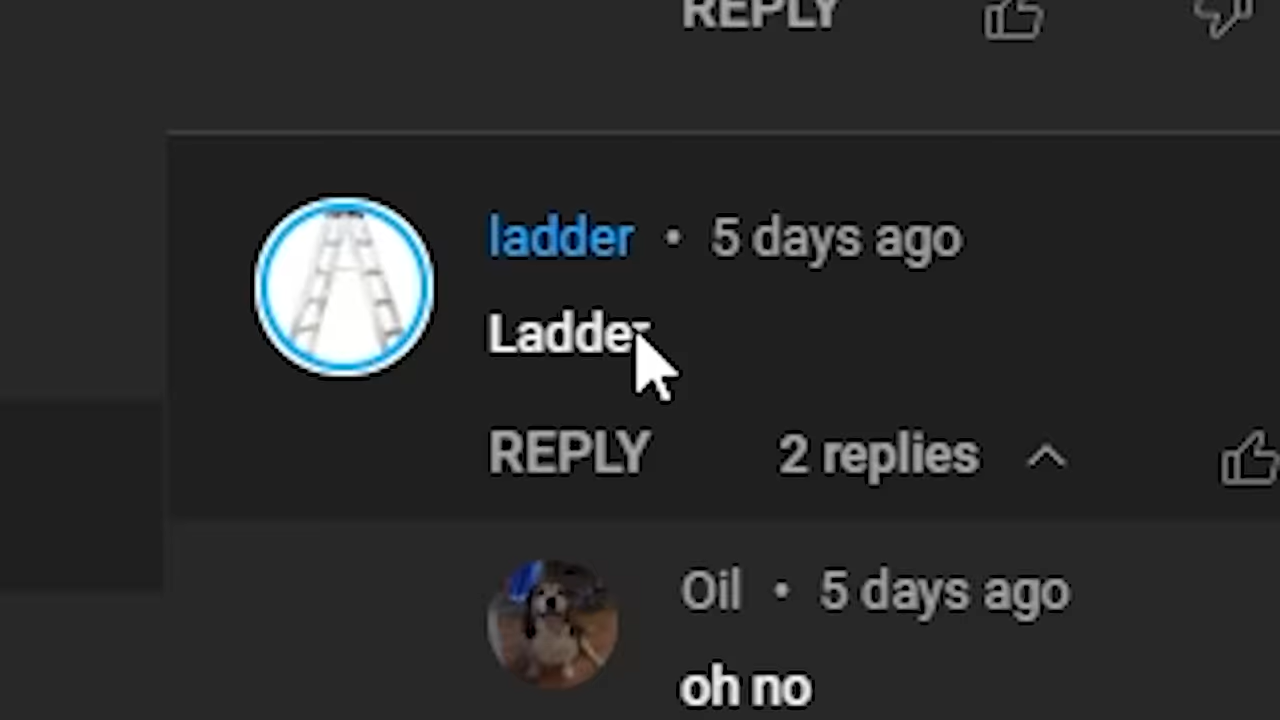 REPLY
ladder • 5 days ago
Ladder
REPLY 2 replies
Oil • 5 days ago
oh no